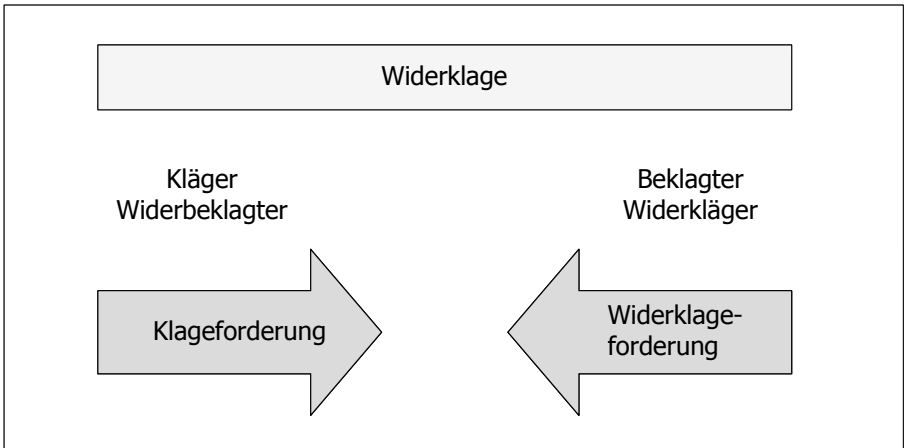 Widerklage
Kläger
Widerbeklagter
Beklagter
Widerkläger
Klageforderung
Widerklage-
forderung